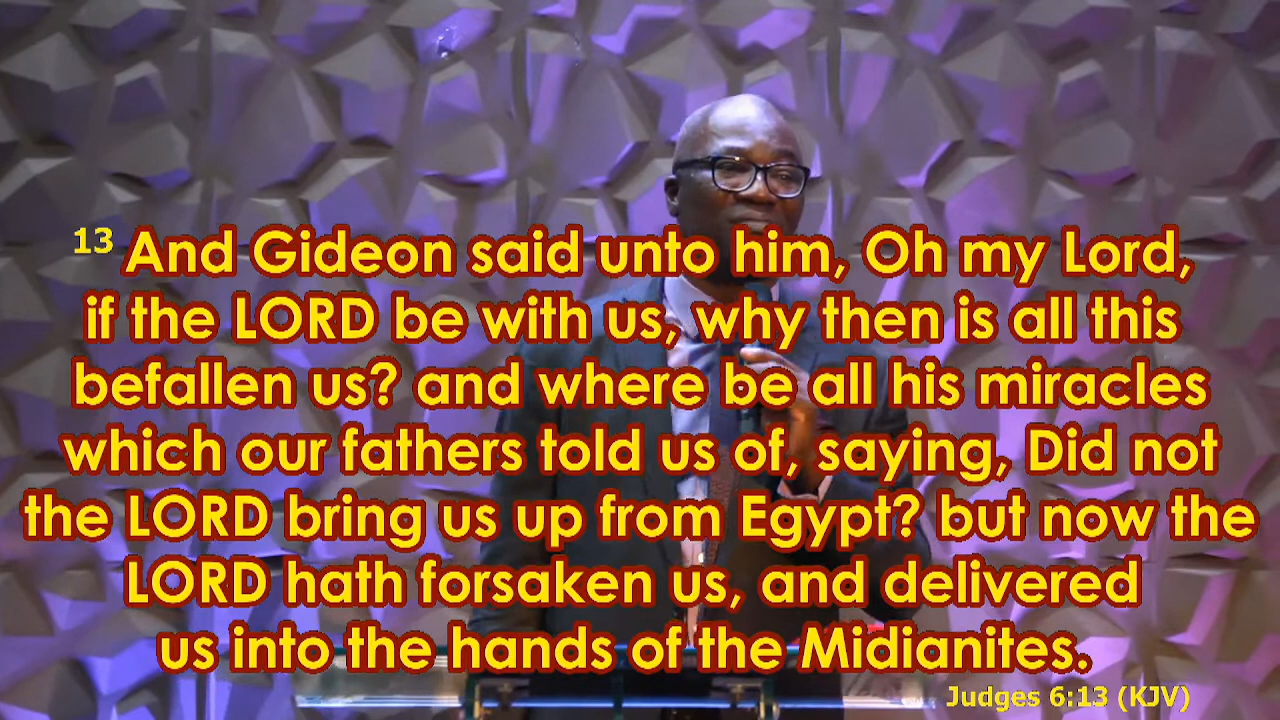 13 And Gideon said unto him, Oh my Lord,
if the LORD be with us, why then is all this
befallen us? and where be all his miracles
which our fathers told us of, saying, Did not
the LORD bring us up from Egypt? but now the
LORD hath forsaken us, and delivered
us into the hands of the Midianites.
Judges 6:13 (KJV)